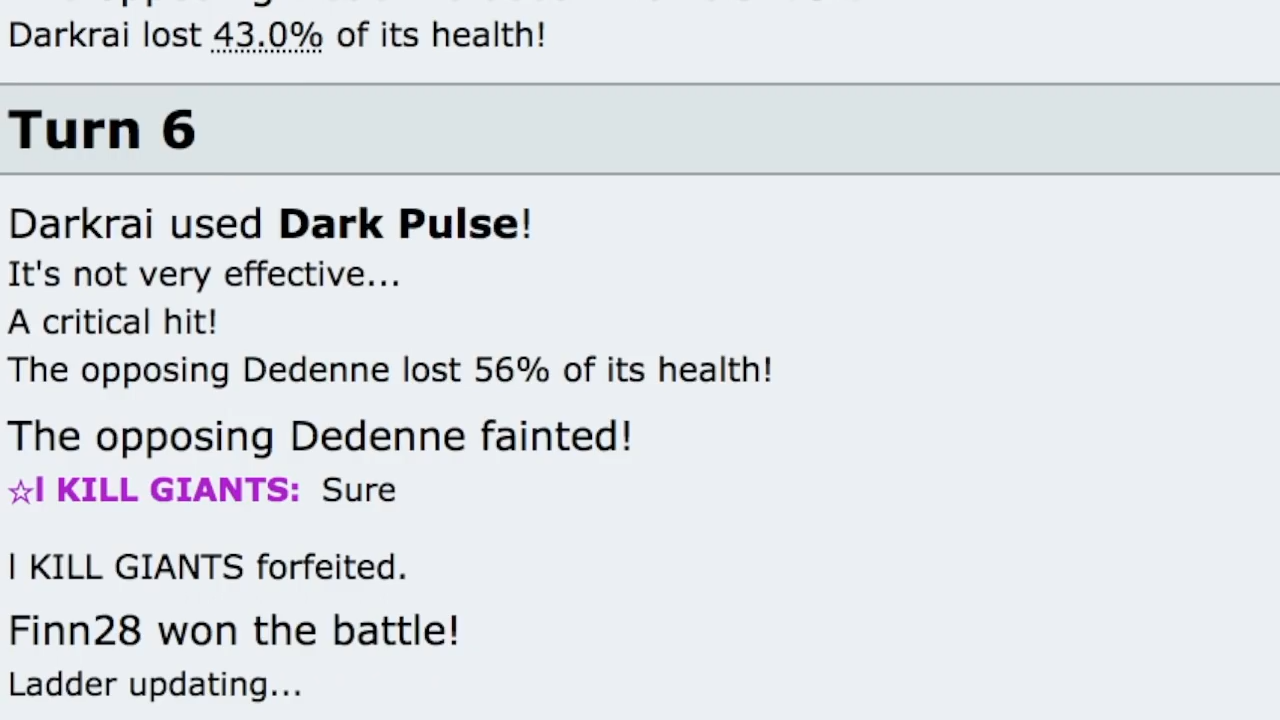 Darkrai lost 43.0% of its health!
Turn 6
Darkrai used Dark Pulse!
It's not very effective...
A critical hit!
The opposing Dedenne lost 56% of its health!
The opposing Dedenne fainted!
☆l KILL GIANTS: Sure
l KILL GIANTS forfeited.
Finn28 won the battle!
Ladder updating...